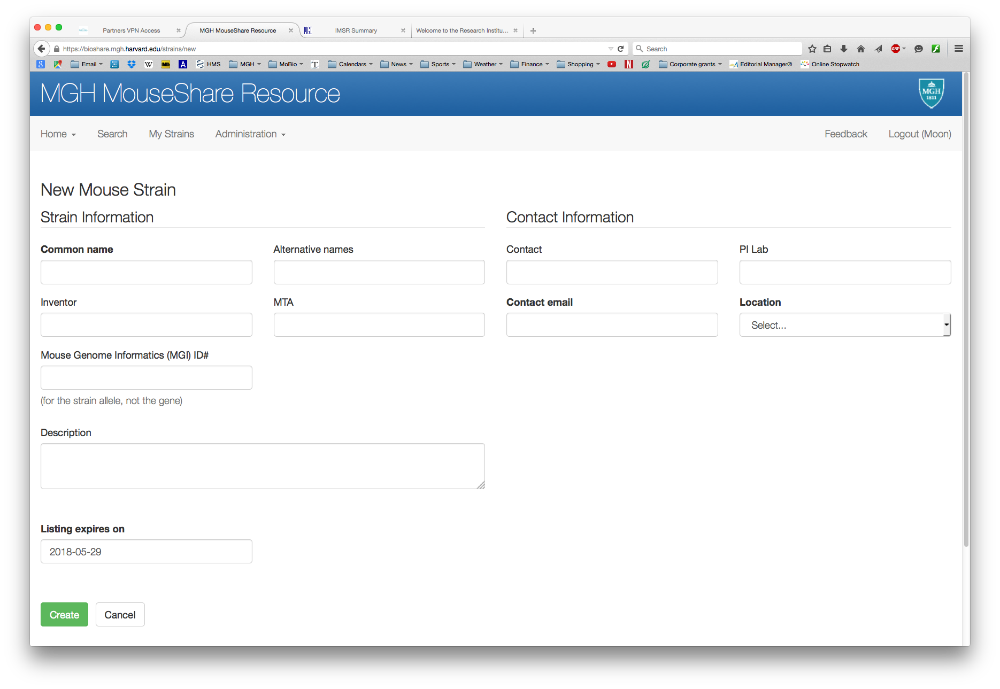 Partners VPN Access
MGH MouseShare Resource
MGI
IMSR Summary
Welcome to the Research Institu...
https://bioshare.mgh.harvard.edu/strains/new
Search
ABP
8
Email
W
IMDb
A
HMS
MGH
MoBio
T
Calendars
News
Sports
Weather
Finance
Shopping
N
Corporate grants
Editorial Manager®
Online Stopwatch
MGH MouseShare Resource
MGH
1811
Home
Search
My Strains
Administration
Feedback
Logout (Moon)
New Mouse Strain
Strain Information
Contact Information
Common name
Alternative names
Contact
PI Lab
Inventor
MTA
Contact email
Location
Select...
Mouse Genome Informatics (MGI) ID#
(for the strain allele, not the gene)
Description
Listing expires on
2018-05-29
Create
Cancel